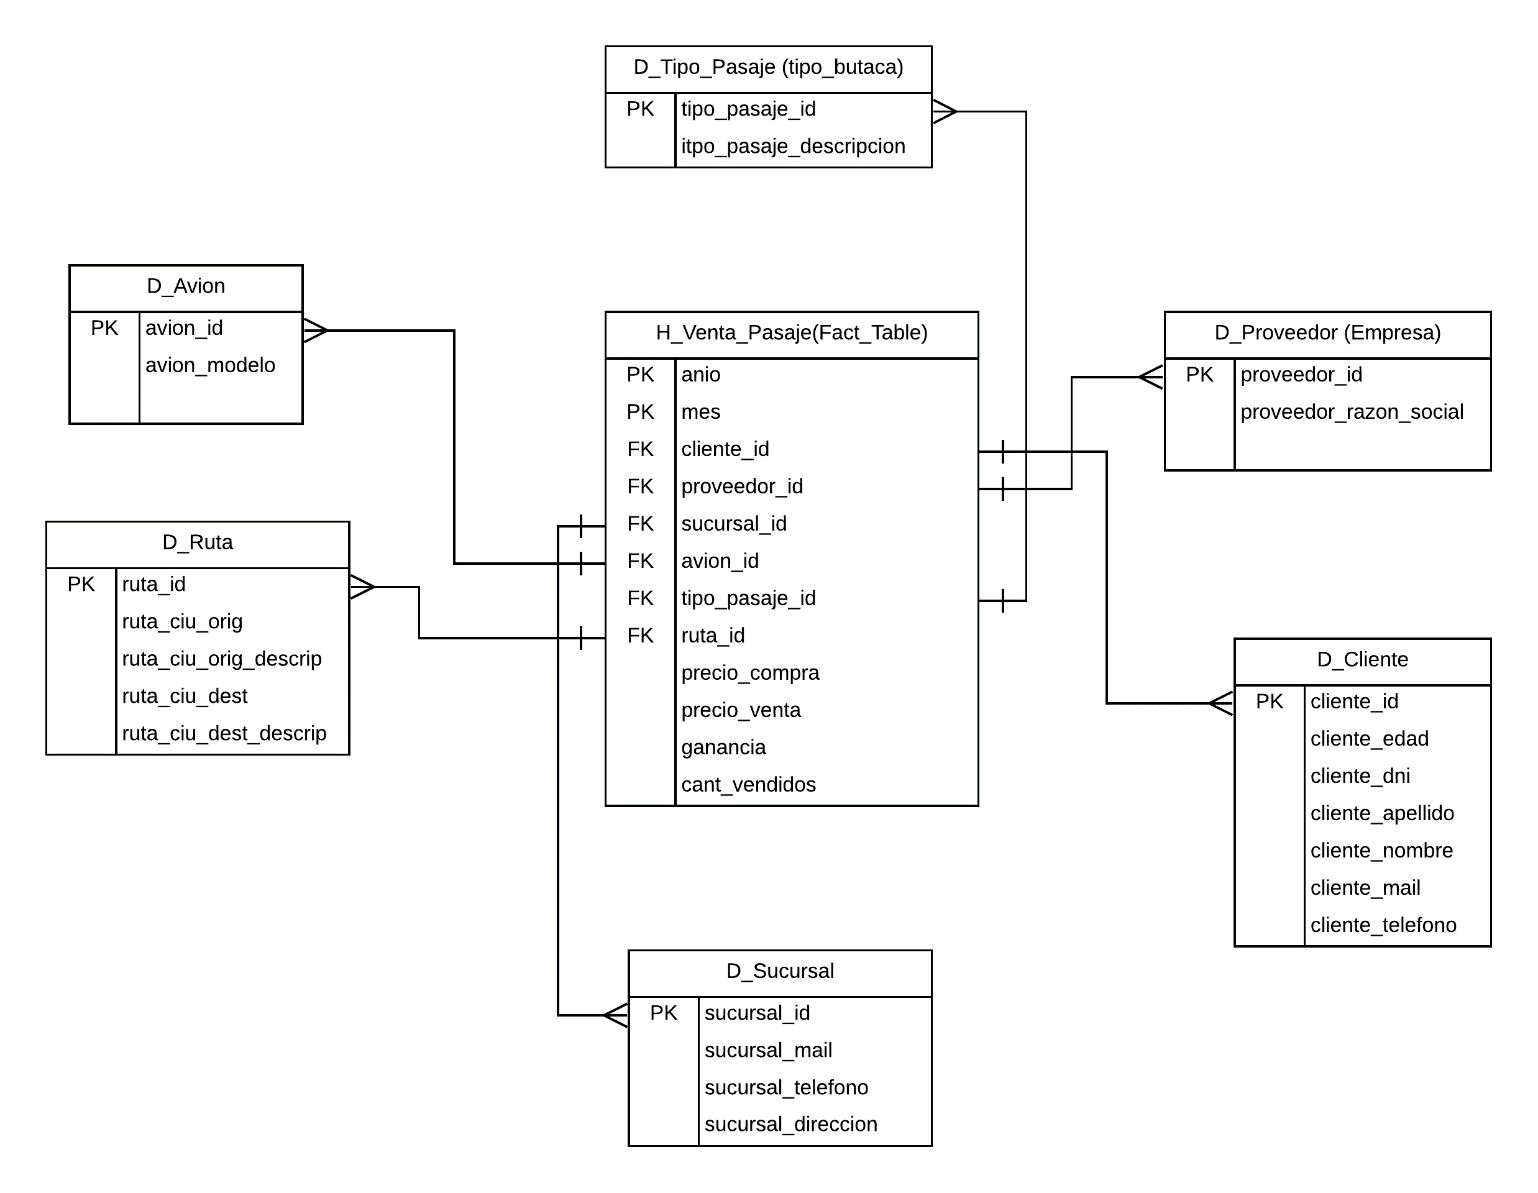 D_Tipo_Pasaje (tipo_butaca)
PK tipo_pasaje_id
itpo_pasaje_descripcion
D_Avion
PK avion_id
avion_modelo
H_Venta_Pasaje(Fact_Table)
PK anio
PK mes
FK cliente_id
FK proveedor_id
FK sucursal_id
FK avion_id
FK tipo_pasaje_id
FK ruta_id
precio_compra
precio_venta
ganancia
cant_vendidos
D_Proveedor (Empresa)
PK proveedor_id
proveedor_razon_social
D_Ruta
PK ruta_id
ruta_ciu_orig
ruta_ciu_orig_descrip
ruta_ciu_dest
ruta_ciu_dest_descrip
D_Cliente
PK cliente_id
cliente_edad
cliente_dni
cliente_apellido
cliente_nombre
cliente_mail
cliente_telefono
D_Sucursal
PK sucursal_id
sucursal_mail
sucursal_telefono
sucursal_direccion